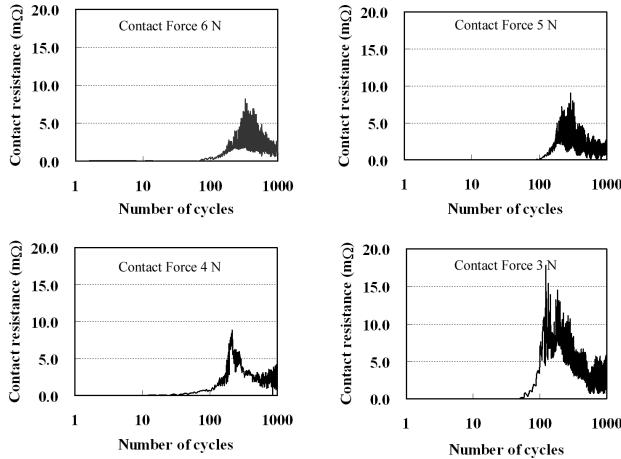 Contact resistance (mΩ)
20.0
15.0
10.0
5.0
0.0
Contact Force 6 N
1 10 100 1000
Number of cycles
Contact resistance (mΩ)
20.0
15.0
10.0
5.0
0.0
Contact Force 5 N
1 10 100 1000
Number of cycles
Contact resistance (mΩ)
20.0
15.0
10.0
5.0
0.0
Contact Force 4 N
1 10 100 1000
Number of cycles
Contact resistance (mΩ)
20.0
15.0
10.0
5.0
0.0
Contact Force 3 N
1 10 100 1000
Number of cycles